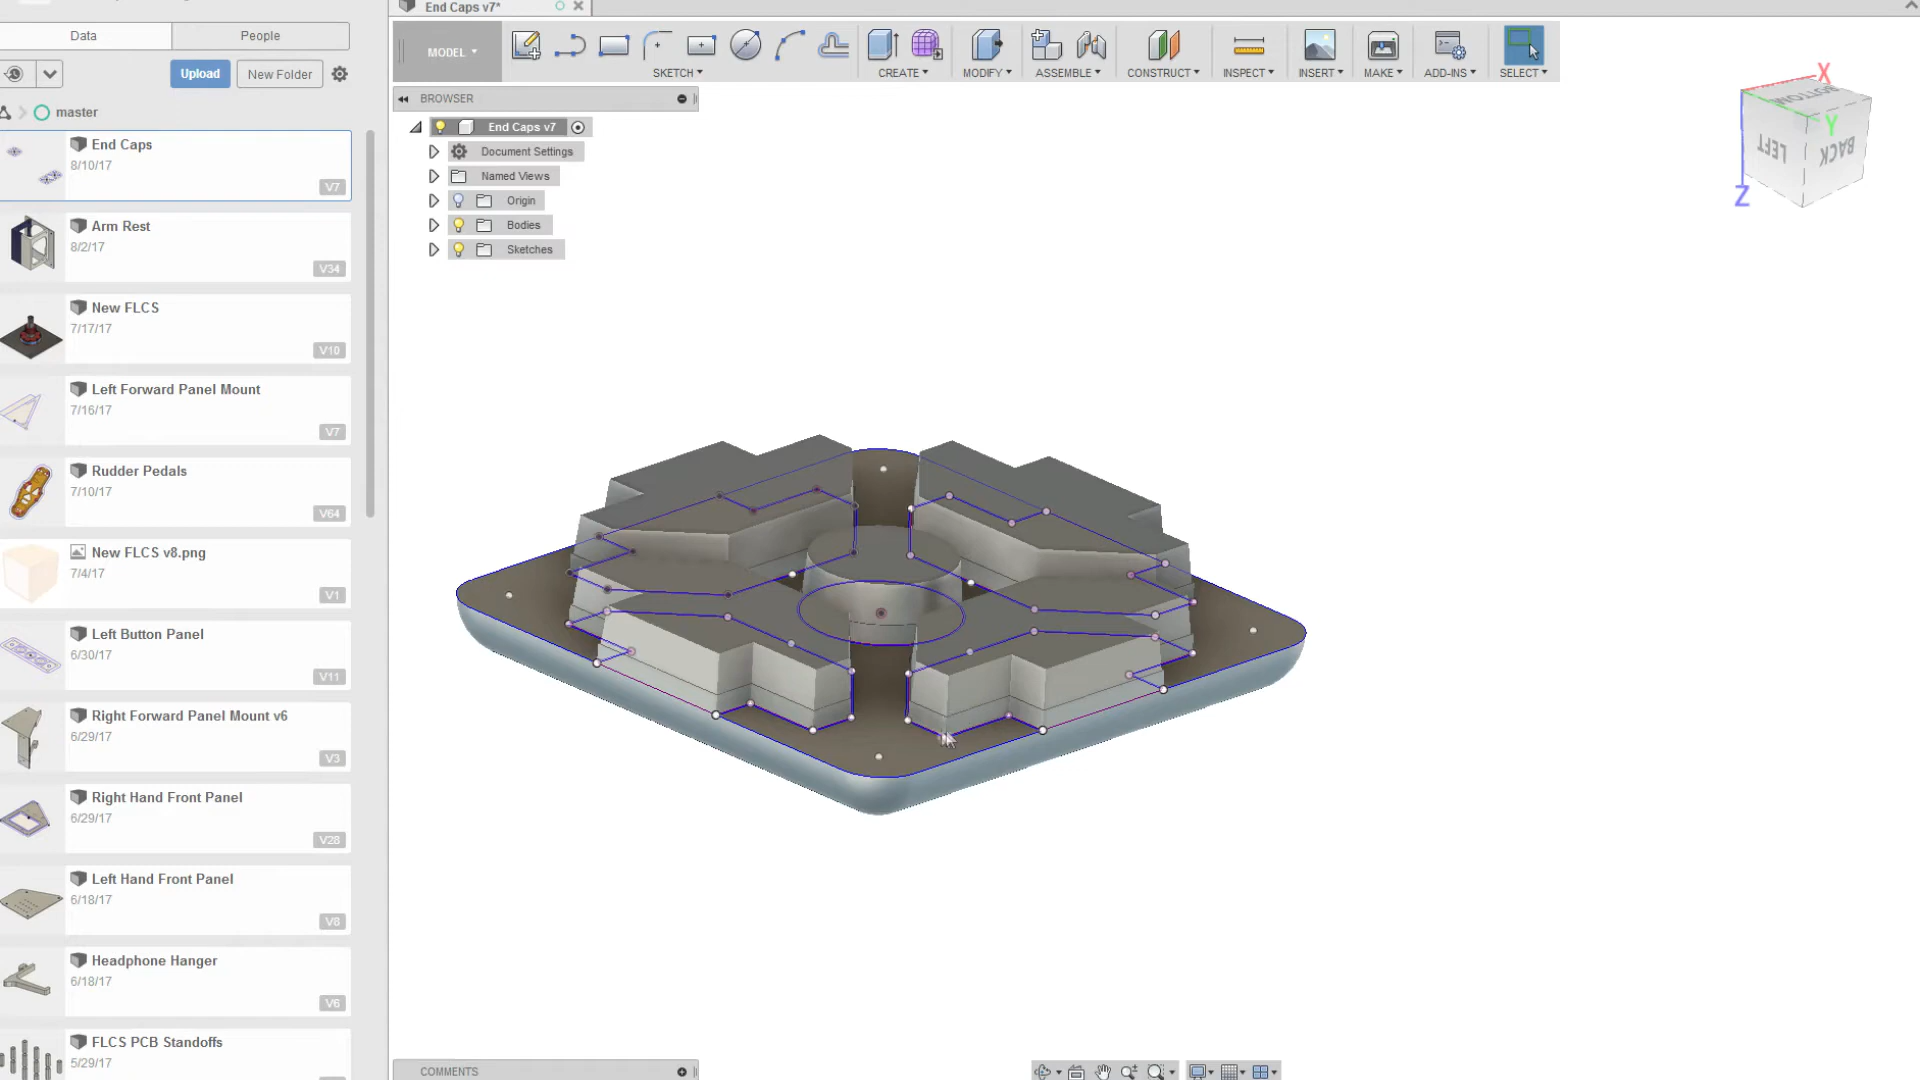 End Caps v7*
Data
People
Upload
New Folder
master
End Caps
8/10/17
V7
Arm Rest
8/2/17
V34
New FLCS
7/17/17
V10
Left Forward Panel Mount
7/16/17
V7
Rudder Pedals
7/10/17
V64
New FLCS v8.png
7/4/17
V1
Left Button Panel
6/30/17
V11
Right Forward Panel Mount v6
6/29/17
V3
Right Hand Front Panel
6/29/17
V28
Left Hand Front Panel
6/18/17
V8
Headphone Hanger
6/18/17
V6
FLCS PCB Standoffs
5/29/17
MODEL
SKETCH
CREATE
MODIFY
ASSEMBLE
CONSTRUCT
INSPECT
INSERT
MAKE
ADD-INS
SELECT
BROWSER
End Caps v7
Document Settings
Named Views
Origin
Bodies
Sketches
X
BOTTOM
Y
LEFT
BACK
Z
COMMENTS